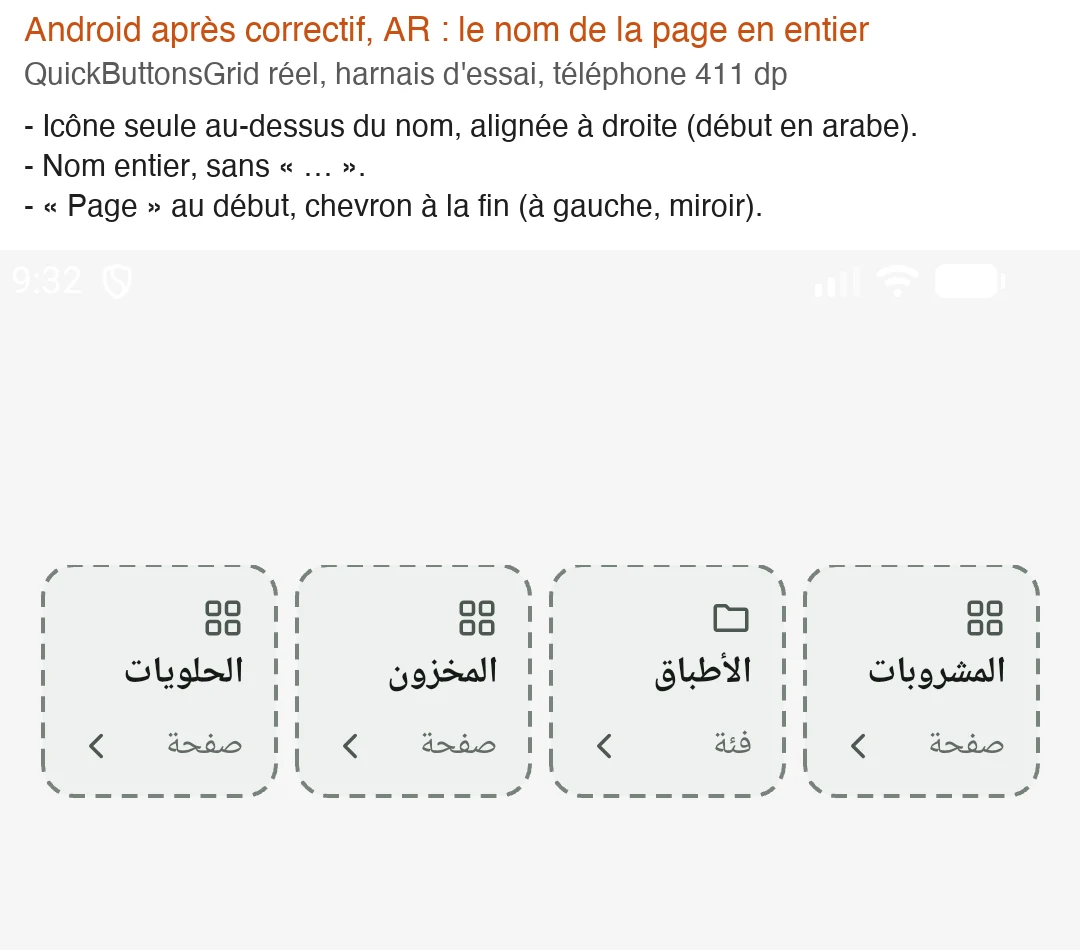 Android après correctif, AR : le nom de la page en entier
QuickButtonsGrid réel, harnais d'essai, téléphone 411 dp
- Icône seule au-dessus du nom, alignée à droite (début en arabe).
- Nom entier, sans « … ».
- « Page » au début, chevron à la fin (à gauche, miroir).
9:32
المشروبات
صفحة
الأطباق
فئة
المخزون
صفحة
الحلويات
صفحة